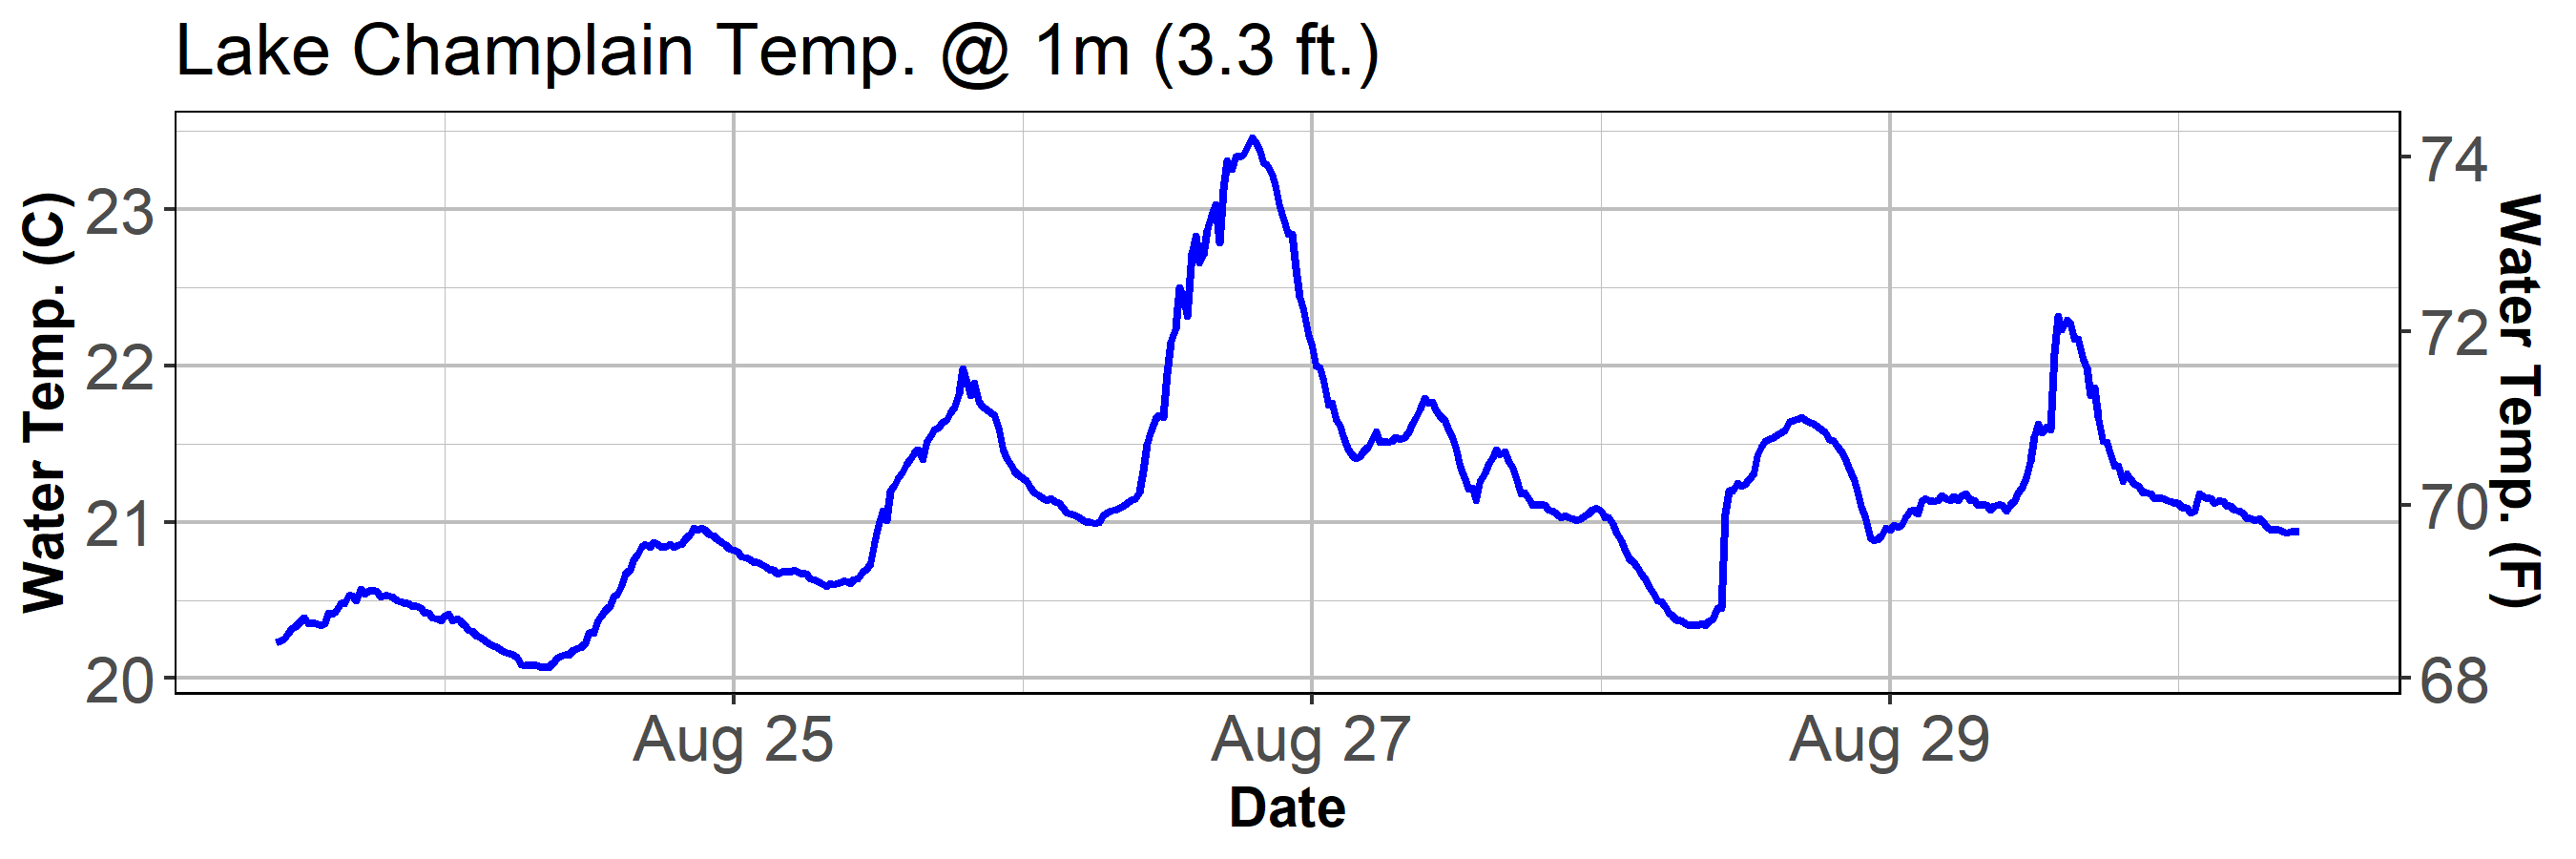 Lake Champlain Temp. @ 1m (3.3 ft.)
Water Temp. (C)
23
22
21
20
74
72
70
68
Water Temp. (F)
Aug 25
Aug 27
Aug 29
Date